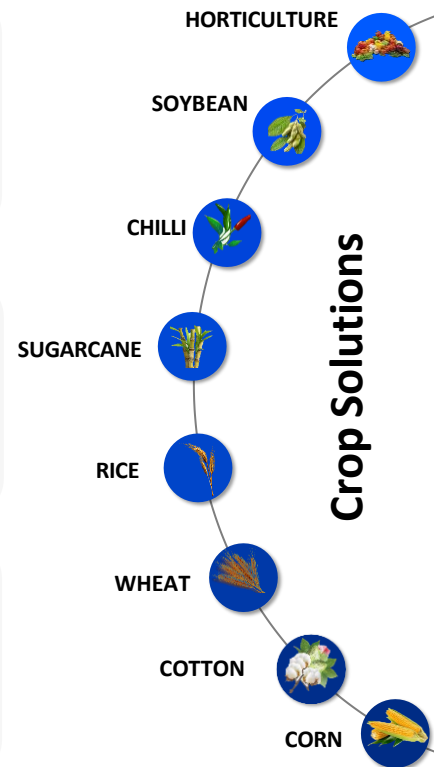 HORTICULTURE
SOYBEAN
CHILLI
SUGARCANE
RICE
WHEAT
COTTON
CORN
Crop Solutions